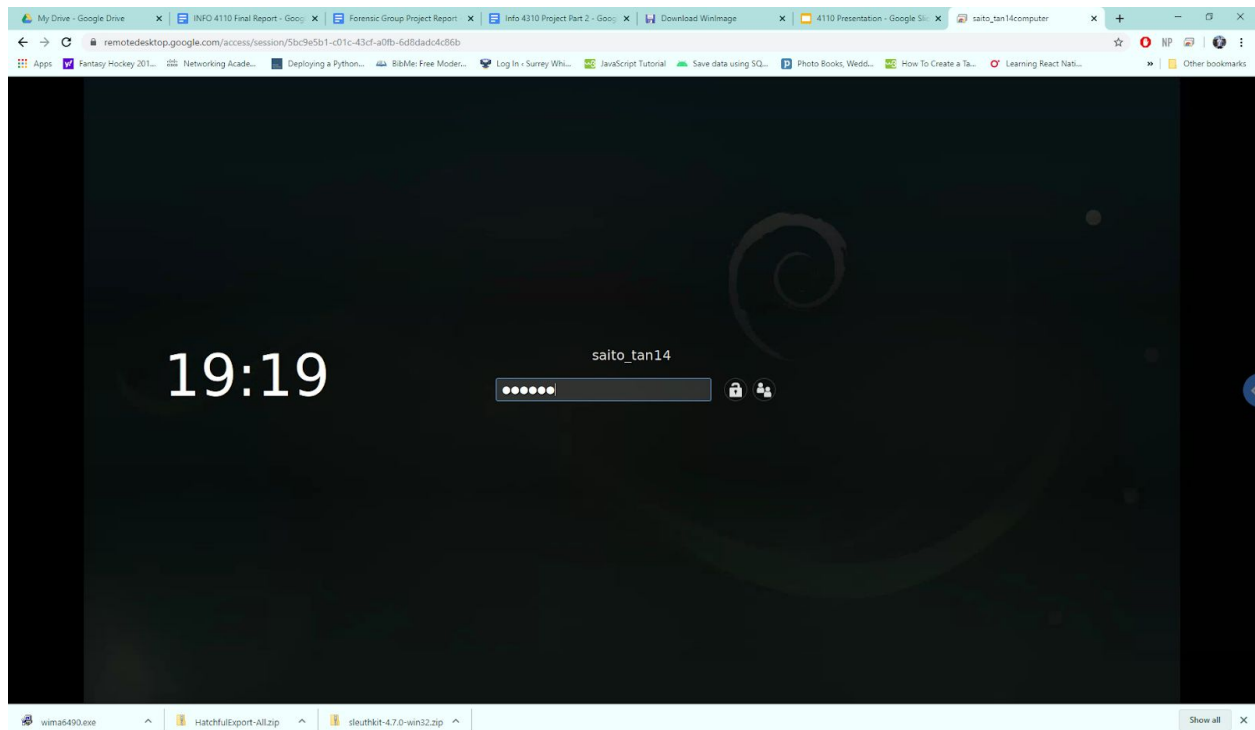 My Drive - Google Drive
INFO 4110 Final Report - Goog
Forensic Group Project Report
Info 4310 Project Part 2 - Goog
Download WinImage
4110 Presentation - Google Sli
saito_tan14computer
remotedesktop.google.com/access/session/5bc9e5b1-c01c-43cf-a0fb-6d8dadc4c86b
NP
Apps
Fantasy Hockey 201...
Networking Acade...
Deploying a Python...
BibMe: Free Moder...
Log In ‹ Surrey Whi...
JavaScript Tutorial
Save data using SQ...
Photo Books, Wedd...
How To Create a Ta...
Learning React Nati...
»
Other bookmarks
saito_tan14
19:19
wima6490.exe
HatchfulExport-All.zip
sleuthkit-4.7.0-win32.zip
Show all